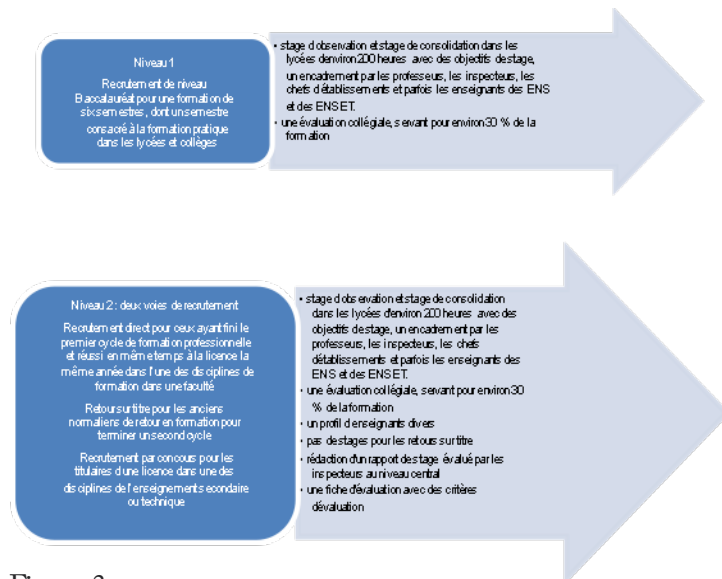 Niveau 1
Recrutement de niveau
Baccalauréat pour une formation de
six semestres, dont un semestre
consacré à la formation pratique
dans les lycées et collèges
• stage d observation et stage de consolidation dans les
lycées denviron 200 heures avec des objectifs de stage,
un encadrement par les professeurs, les inspecteurs, les
chefs d établissements et parfois les enseignants des ENS
et des ENSET.
• une évaluation collégiale, servant pour environ 30 % de la
formation
Niveau 2 : deux voies de recrutement
Recrutement direct pour ceux ayant fini le
premier cycle de formation professionnelle
et réussi en même temps à la licence la
même année dans l'une des disciplines de
formation dans une faculté
Retour sur titre pour les anciens
normaliens de retour en formation pour
terminer un second cycle
Recrutement par concours pour les
titulaires d une licence dans une des
disciplines de l'enseignement secondaire
ou technique
• stage d observation et stage de consolidation
dans les lycées d'environ 200 heures avec des
objectifs de stage, un encadrement par les
professeurs, les inspecteurs, les chefs
détablissements et parfois les enseignants des
ENS et des ENSET.
• une évaluation collégiale, servant pour environ 30
% de la formation
• un profil d enseignants divers
• pas de stages pour les retours sur titre
• rédaction d'un rapport de stage évalué par les
inspecteurs au niveau central
• une fiche d'évaluation avec des critères
dévaluation